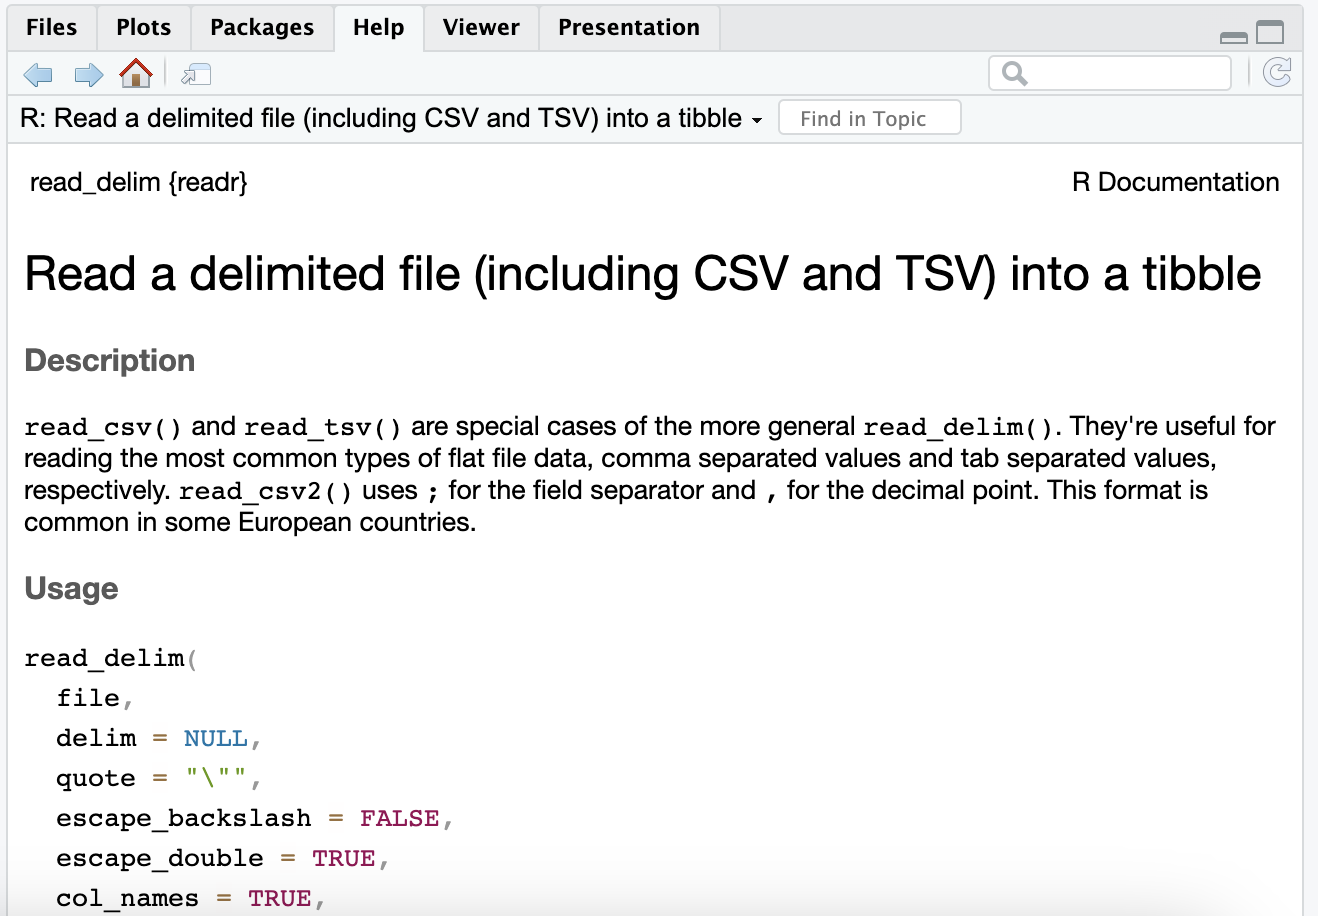 Files Plots Packages Help Viewer Presentation
R: Read a delimited file (including CSV and TSV) into a tibble Find in Topic
read_delim {readr} R Documentation
Read a delimited file (including CSV and TSV) into a tibble
Description
read_csv() and read_tsv() are special cases of the more general read_delim(). They're useful for
reading the most common types of flat file data, comma separated values and tab separated values,
respectively. read_csv2() uses ; for the field separator and , for the decimal point. This format is
common in some European countries.
Usage
read_delim(
  file,
  delim = NULL,
  quote = "\"",
  escape_backslash = FALSE,
  escape_double = TRUE,
  col_names = TRUE,